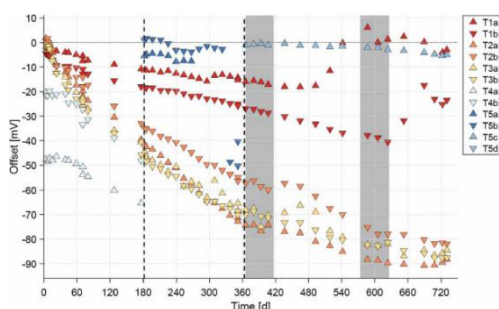 10
0
-10
-20
-30
-40
-50
-60
-70
-80
-90
Offset [mV]
0 60 120 180 240 300 360 420 480 540 600 660 720
Time [d]
T1a
T1b
T2a
T2b
T3a
T3b
T4a
T4b
T5a
T5b
T5c
T5d